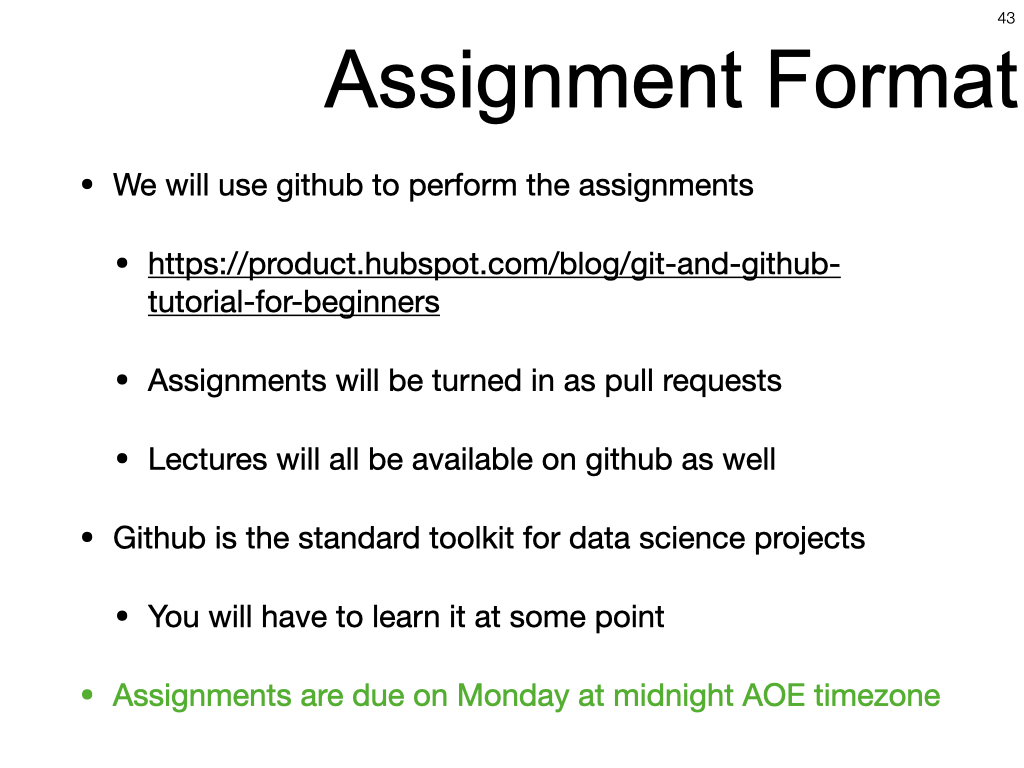 43
Assignment Format
• We will use github to perform the assignments
• https://product.hubspot.com/blog/git-and-github-
tutorial-for-beginners
• Assignments will be turned in as pull requests
• Lectures will all be available on github as well
• Github is the standard toolkit for data science projects
• You will have to learn it at some point
• Assignments are due on Monday at midnight AOE timezone